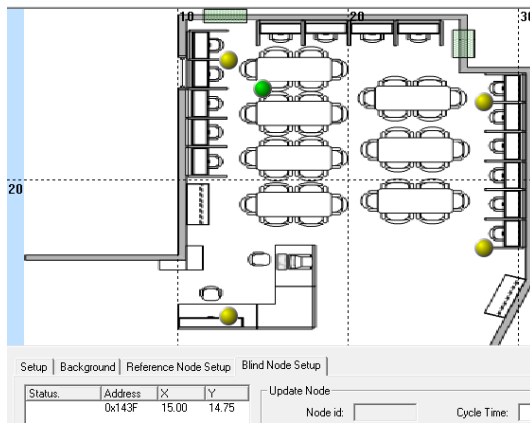 10 20 30
20
Setup Background Reference Node Setup Blind Node Setup
Status. Address X Y Update Node
0x143F 15.00 14.75 Node id: Cycle Time: